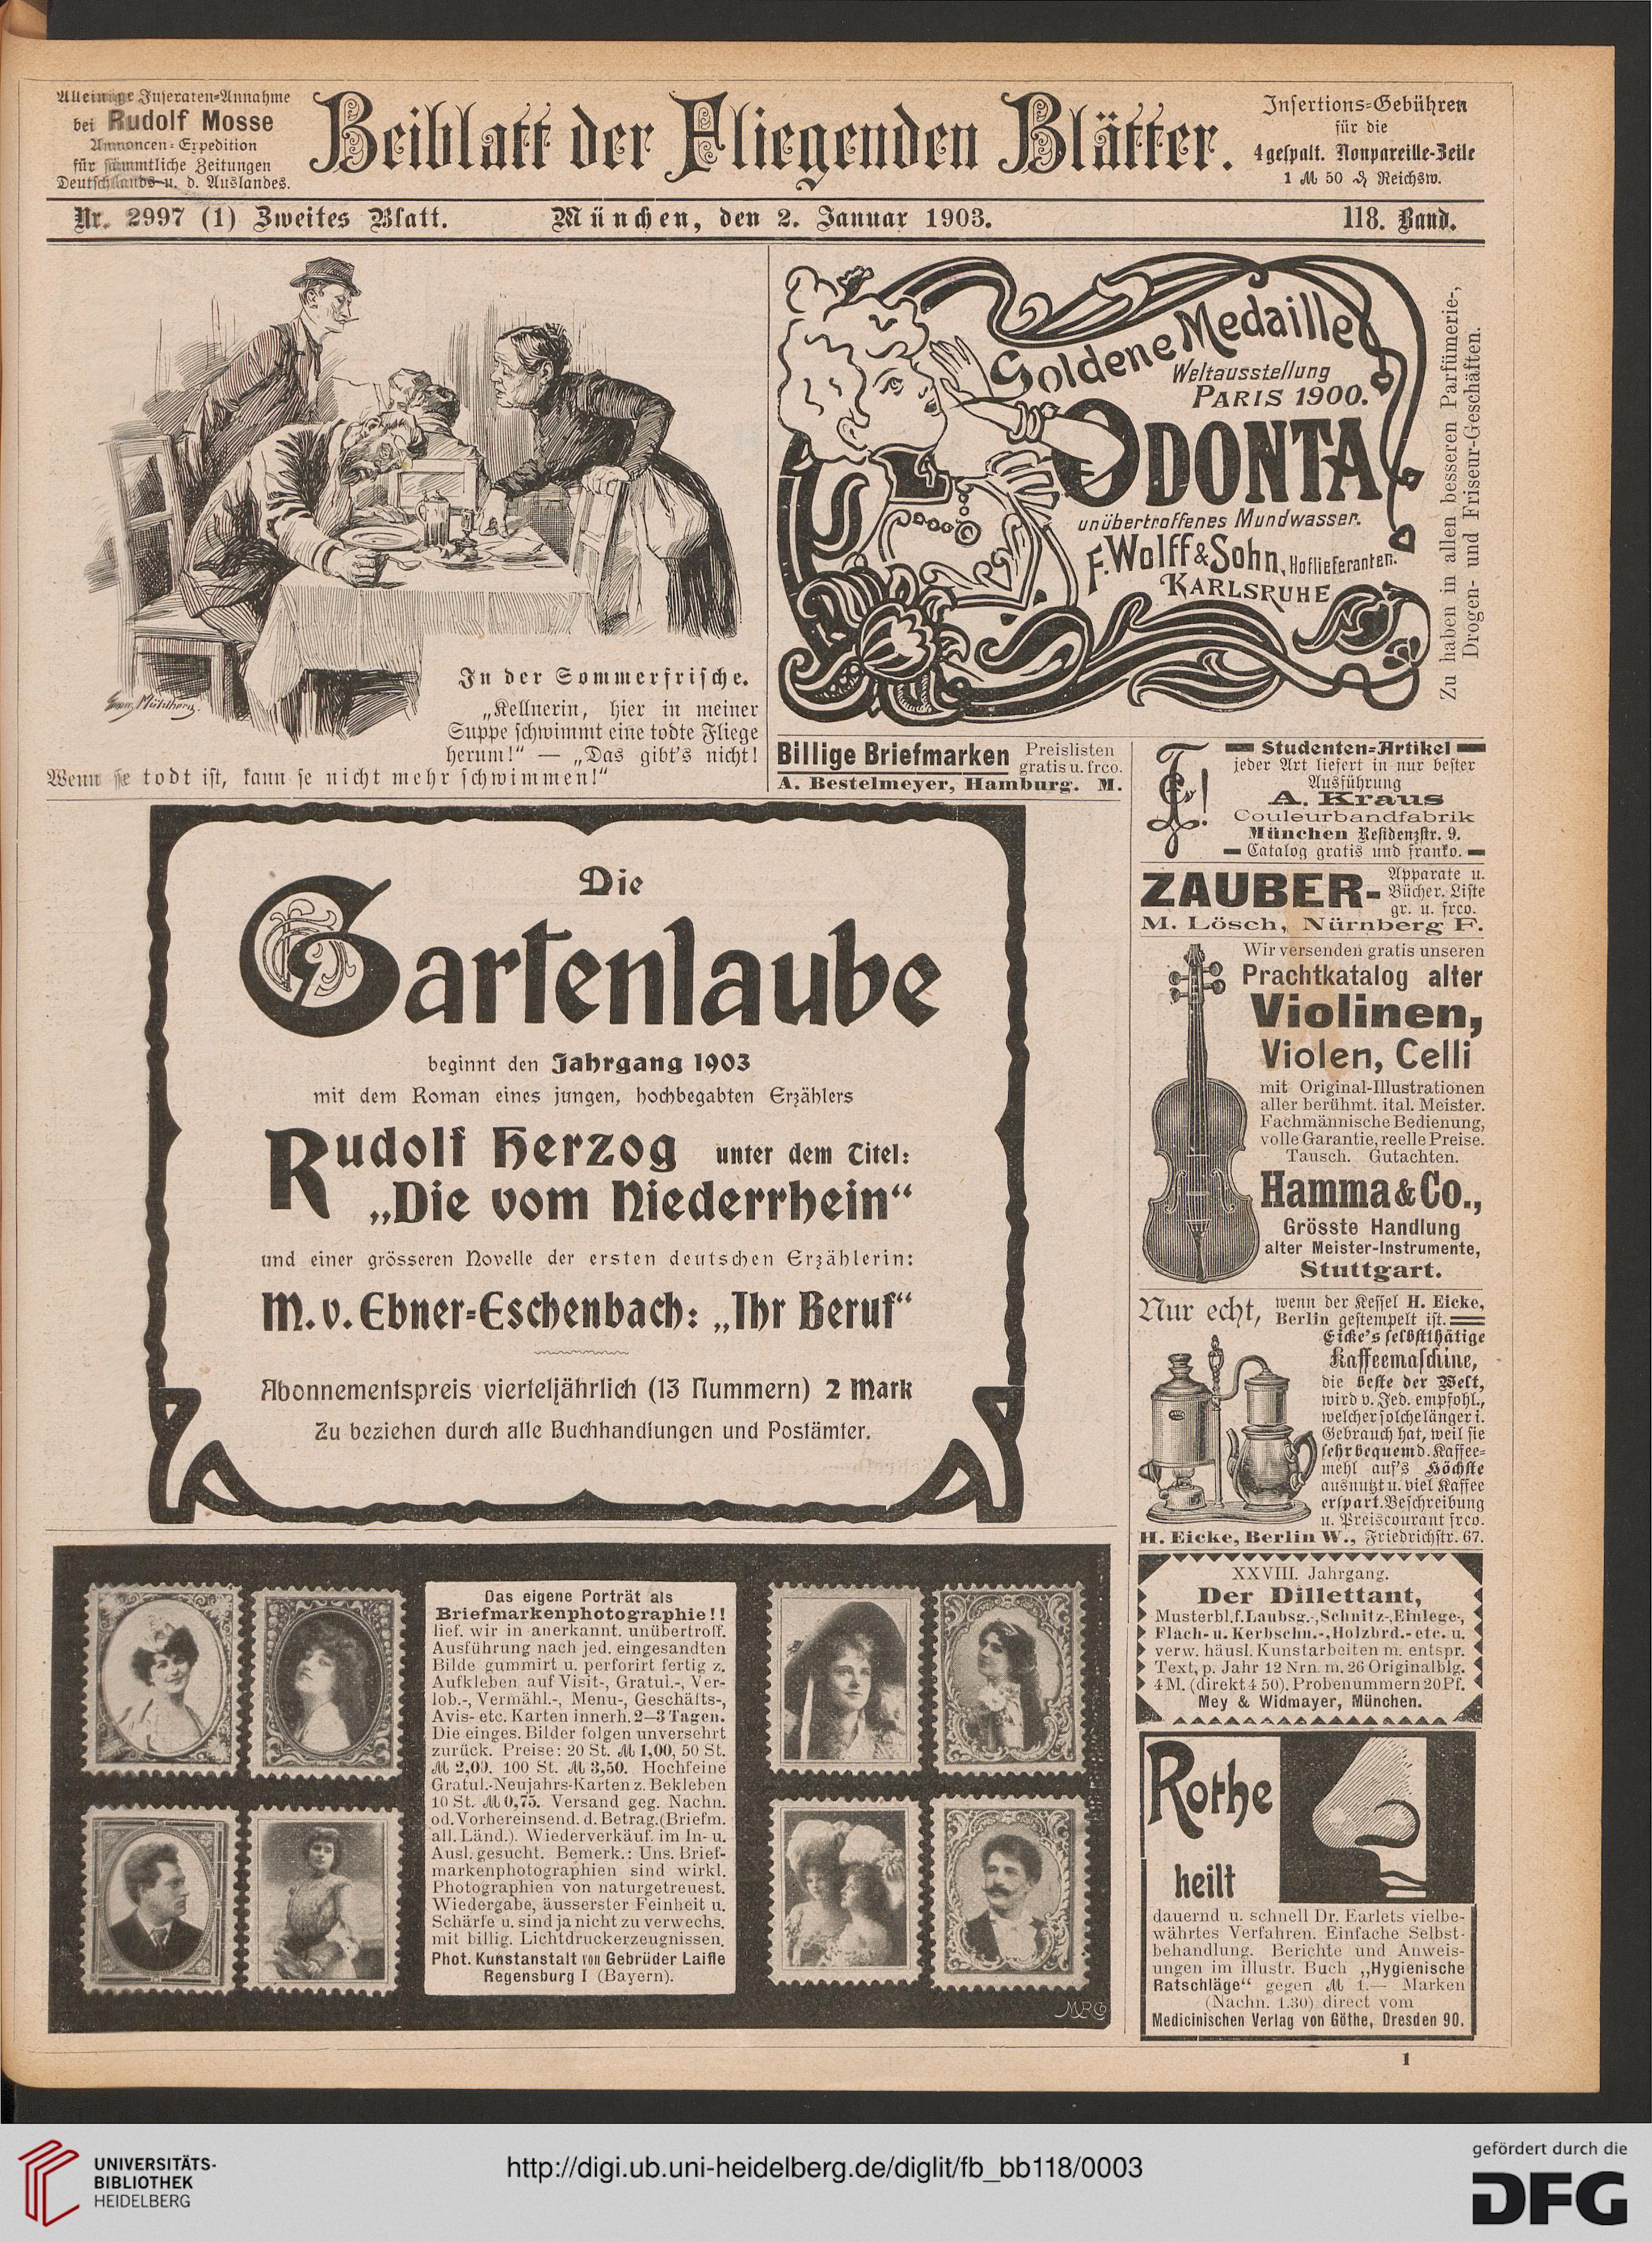 Alleinige Inseraten-Annahme
bei Rudolf Mosse
Annoncen-Expedition
für sämmtliche Zeitungen
Deutschlands u. d. Auslandes.
Beiblatt der Fliegenden Blätter.
Insertions-Gebühren
für die
4gespalt. Nonpareille-Zeile
1 ℳ 50 ₰ Reichsw.
Nr. 2997 (1) Zweites Blatt.
München, den 2. Januar 1903.
118. Band.
In der Sommerfrische.
„Kellnerin, hier in meiner
Suppe schwimmt eine todte Fliege
herum!“ — „Das gibt's nicht!
Wenn sie todt ist, kann se nicht mehr schwimmen!“
Goldene Medaille
Weltausstellung
PARIS 1900.
ODONTA
unübertroffenes Mundwasser.
F. Wolff & Sohn, Hoflieferanten.
KARLSRUHE
Zu haben in allen besseren Parfümerie-,
Drogen- und Friseur-Geschäften.
Billige Briefmarken Preislisten
gratis u. frco.
A. Bestelmeyer, Hamburg. M.
Studenten-Artikel
jeder Art liefert in nur bester
Ausführung
A. Kraus
Couleurbandfabrik
München Residenzstr. 9.
Catalog gratis und franko.
ZAUBER- Apparate u.
Bücher. Liste
gr. u. frco.
M. Lösch, Nürnberg F.
Wir versenden gratis unseren
Prachtkatalog alter
Violinen,
Violen, Celli
mit Original-Illustrationen
aller berühmt. ital. Meister.
Fachmännische Bedienung,
volle Garantie, reelle Preise.
Tausch. Gutachten.
Hamma & Co.,
Grösste Handlung
alter Meister-Instrumente,
Stuttgart.
Die
Gartenlaube
beginnt den Jahrgang 1903
mit dem Roman eines jungen, hochbegabten Erzählers
Rudolf Herzog unter dem Titel:
„Die vom Niederrhein“
und einer grösseren Novelle der ersten deutschen Erzählerin:
M. v. Ebner-Eschenbach: „Ihr Beruf“
Abonnementspreis vierteljährlich (13 Nummern) 2 Mark
Zu beziehen durch alle Buchhandlungen und Postämter.
Nur echt, wenn der Kessel H. Eicke,
Berlin gestempelt ist.
Eicke's selbstthätige
Kaffeemaschine,
die beste der Welt,
wird v. Jed. empfohl.,
welcher solche länger i.
Gebrauch hat, weil sie
sehr bequem d. Kaffee-
mehl auf's Höchste
ausnutzt u. viel Kaffee
erspart. Beschreibung
u. Preiscourant frco.
H. Eicke, Berlin W., Friedrichstr. 67.
Das eigene Porträt als
Briefmarkenphotographie!!
lief. wir in anerkannt. unübertroff.
Ausführung nach jed. eingesandten
Bilde gummirt u. perforirt fertig z.
Aufkleben auf Visit-, Gratul.-, Ver-
lob.-, Vermähl.-, Menu-, Geschäfts-,
Avis- etc. Karten innerh. 2–3 Tagen.
Die einges. Bilder folgen unversehrt
zurück. Preise: 20 St. ℳ 1,00, 50 St.
ℳ 2,00. 100 St. ℳ 3,50. Hochfeine
Gratul.-Neujahrs-Karten z. Bekleben
10 St. ℳ 0,75. Versand geg. Nachn.
od. Vorhereinsend. d. Betrag. (Briefm.
all. Länd.). Wiederverkäuf. im In- u.
Ausl. gesucht. Bemerk.: Uns. Brief-
markenphotographien sind wirkl.
Photographien von naturgetreuest.
Wiedergabe, äusserster Feinheit u.
Schärfe u. sind ja nicht zu verwechs.
mit billig. Lichtdruckerzeugnissen.
Phot. Kunstanstalt von Gebrüder Laifle
Regensburg I (Bayern).
XXVIII. Jahrgang.
Der Dillettant,
Musterbl. f. Laubsg.-, Schnitz-, Einlege-,
Flach- u. Kerbschn.-, Holzbrd.- etc. u.
verw. häusl. Kunstarbeiten m. entspr.
Text, p. Jahr 12 Nrn. m. 26 Originalblg.
4 M. (direkt 4 50). Probenummern 20 Pf.
Mey & Widmayer, München.
Rothe
heilt
dauernd u. schnell Dr. Earlets vielbe-
währtes Verfahren. Einfache Selbst-
behandlung. Berichte und Anweis-
ungen im illustr. Buch „Hygienische
Ratschläge“ gegen ℳ 1.— Marken
(Nachn. 1.30) direct vom
Medicinischen Verlag von Göthe, Dresden 90.
1
UNIVERSITÄTS-
BIBLIOTHEK
HEIDELBERG
http://digi.ub.uni-heidelberg.de/diglit/fb_bb118/0003
gefördert durch die
DFG